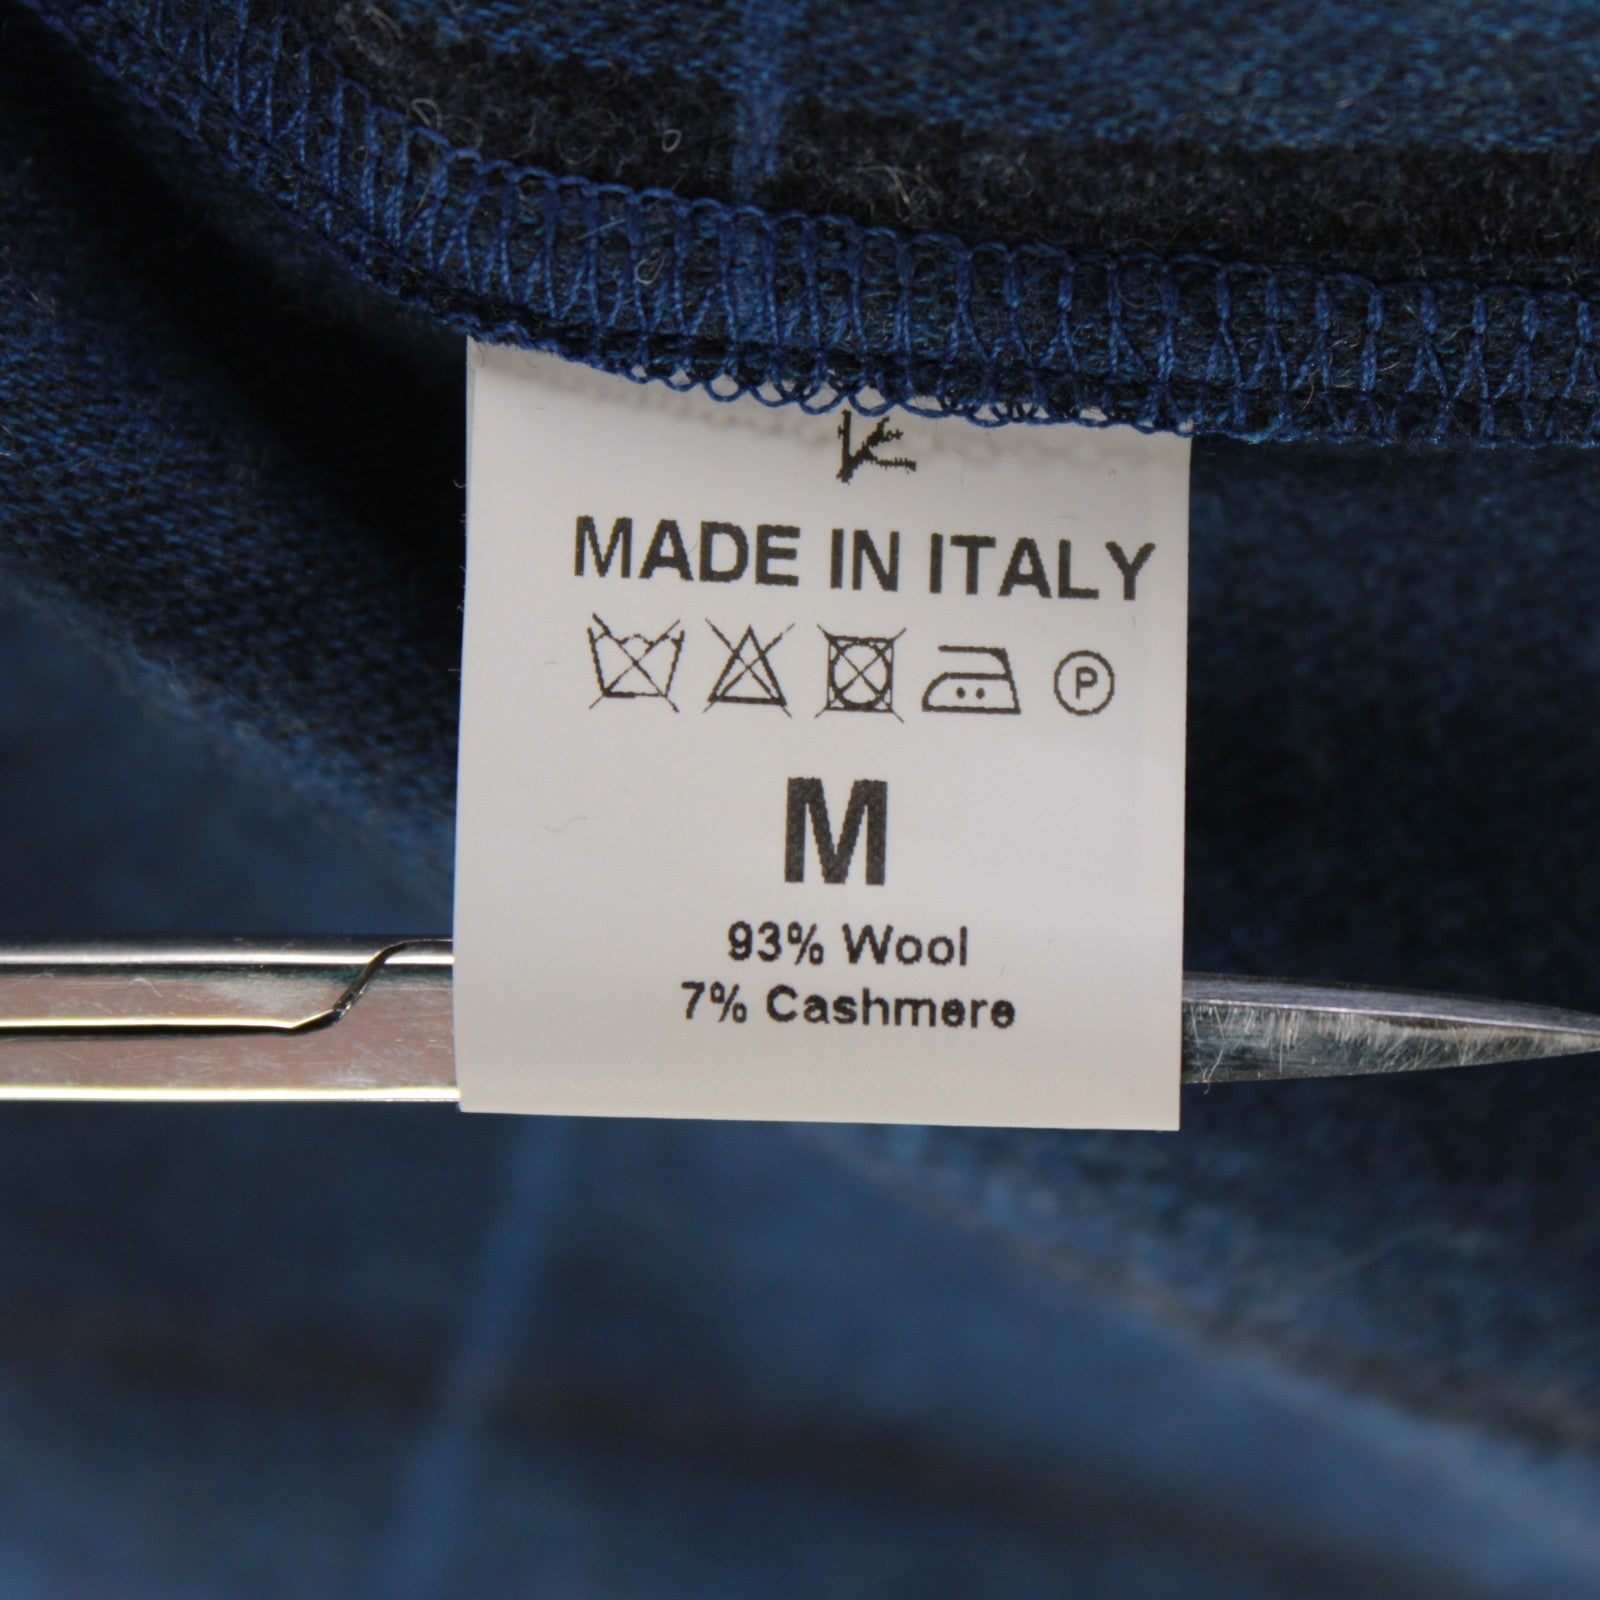 MADE IN ITALY
P
M
93% Wool
7% Cashmere